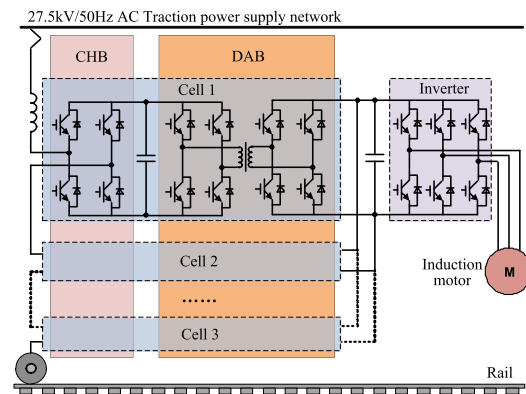 27.5kV/50Hz AC Traction power supply network
CHB
DAB
Cell 1
Inverter
Cell 2
Induction
motor
M
......
Cell 3
Rail